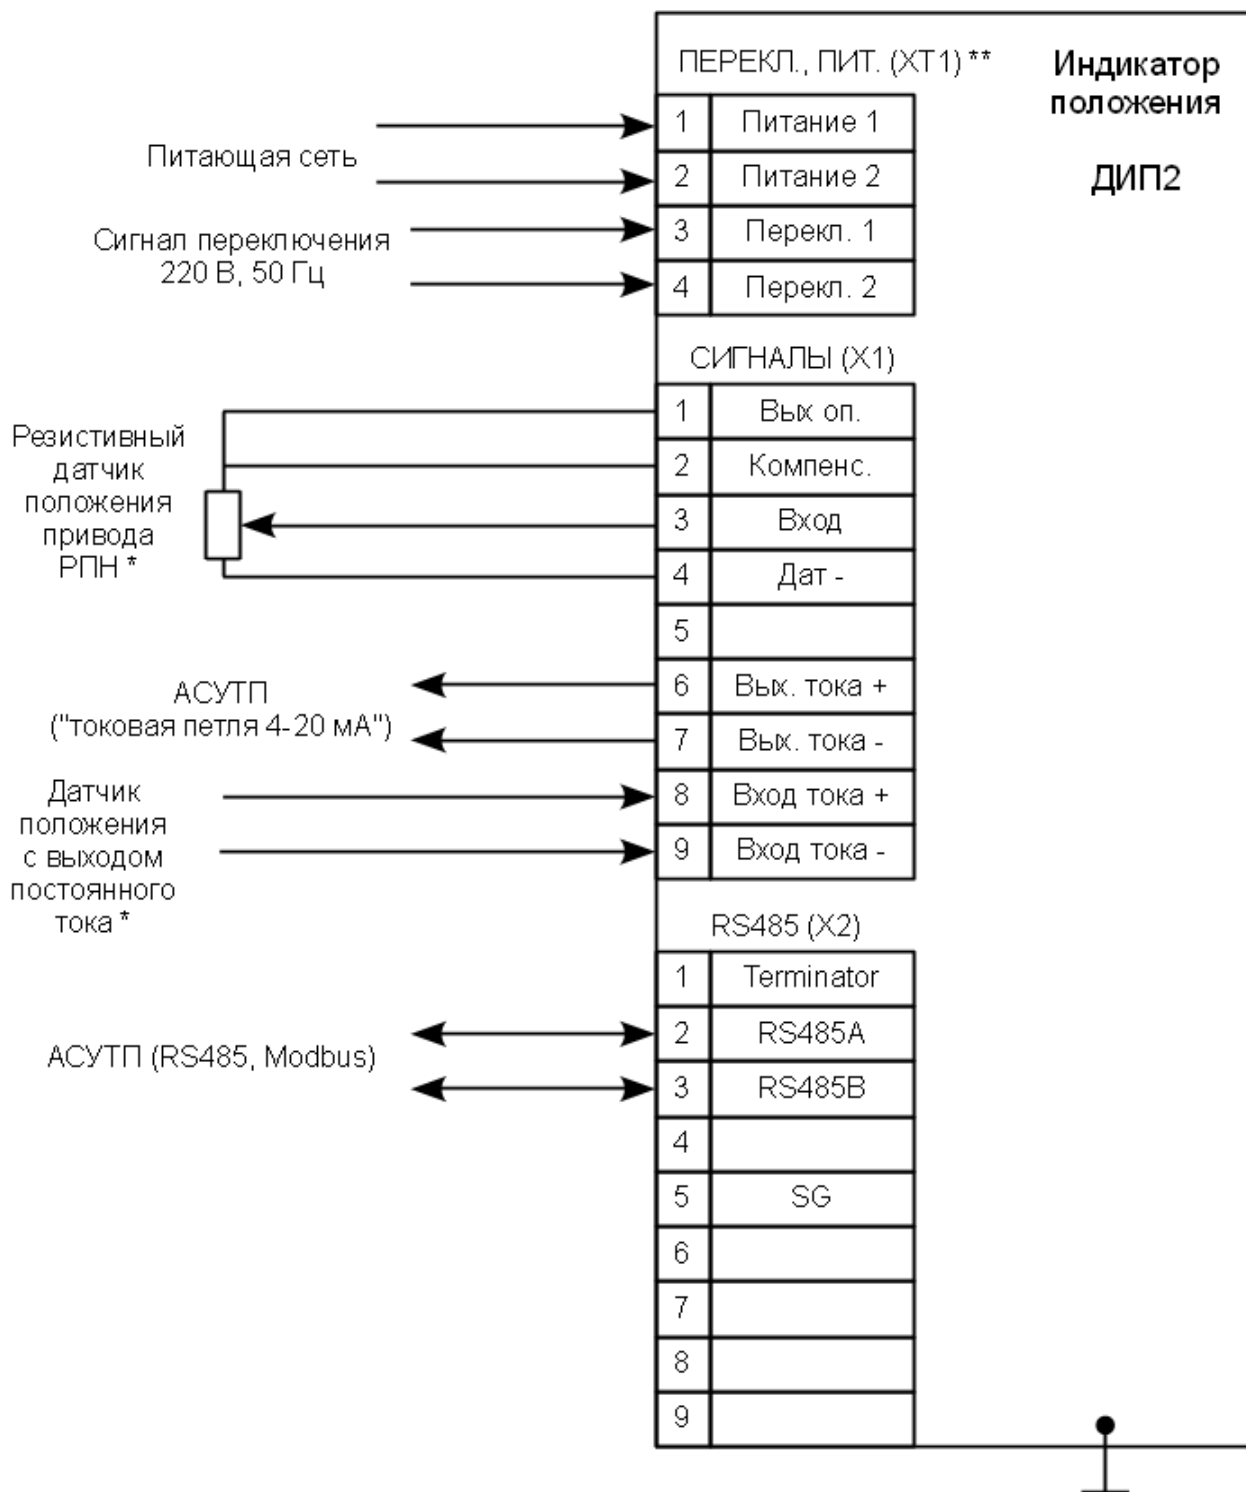 ПЕРЕКЛ., ПИТ. (XT1) **
Индикатор
положения
ДИП2
Питающая сеть
1 Питание 1
2 Питание 2
Сигнал переключения
220 В, 50 Гц
3 Перекл. 1
4 Перекл. 2
СИГНАЛЫ (X1)
Резистивный
датчик
положения
привода
РПН *
1 Вых оп.
2 Компенс.
3 Вход
4 Дат -
5
АСУТП
("токовая петля 4-20 мА")
6 Вых. тока +
7 Вых. тока -
Датчик
положения
с выходом
постоянного
тока *
8 Вход тока +
9 Вход тока -
RS485 (X2)
1 Terminator
АСУТП (RS485, Modbus)
2 RS485A
3 RS485B
4
5 SG
6
7
8
9